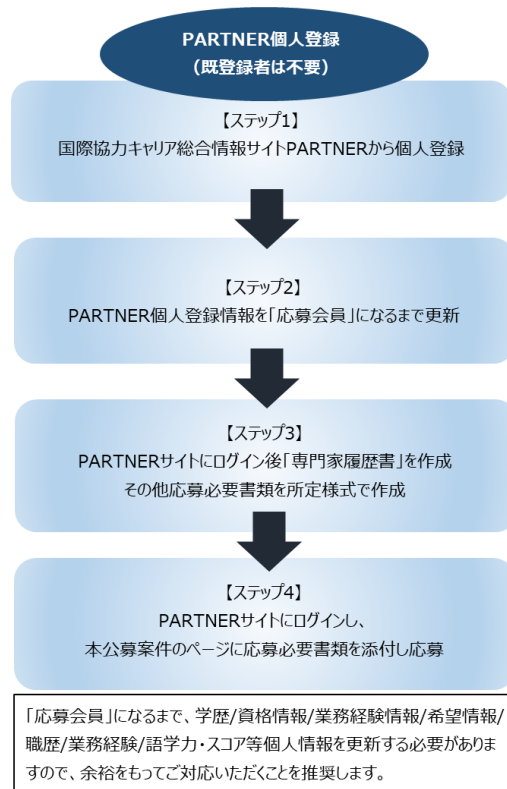 PARTNER個人登録
（既登録者は不要）
【ステップ1】
国際協力キャリア総合情報サイトPARTNERから個人登録
【ステップ2】
PARTNER個人登録情報を「応募会員」になるまで更新
【ステップ3】
PARTNERサイトにログイン後「専門家履歴書」を作成
その他応募必要書類を所定様式で作成
【ステップ4】
PARTNERサイトにログインし、
本公募案件のページに応募必要書類を添付し応募
「応募会員」になるまで、学歴/資格情報/業務経験情報/希望情報/
職歴/業務経験/語学力・スコア等個人情報を更新する必要がありま
すので、余裕をもってご対応いただくことを推奨します。